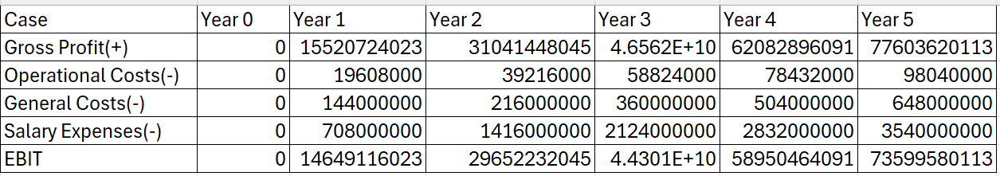 Case Year 0 Year 1 Year 2 Year 3 Year 4 Year 5
Gross Profit(+) 0 15520724023 31041448045 4.6562E+10 62082896091 77603620113
Operational Costs(-) 0 19608000 39216000 58824000 78432000 98040000
General Costs(-) 0 144000000 216000000 360000000 504000000 648000000
Salary Expenses(-) 0 708000000 1416000000 2124000000 2832000000 3540000000
EBIT 0 14649116023 29652232045 4.4301E+10 58950464091 73599580113